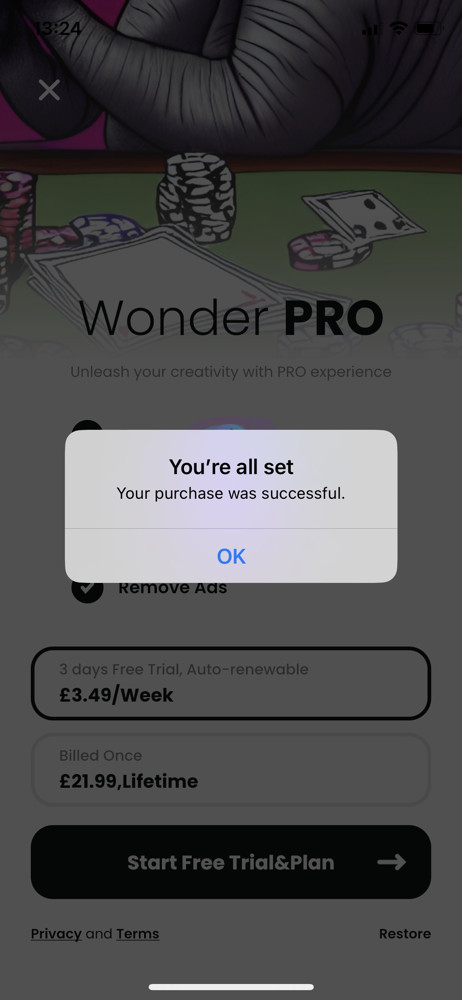 13:24
Wonder PRO
Unleash your creativity with PRO experience
You're all set
Your purchase was successful.
OK
Remove Ads
3 days Free Trial, Auto-renewable
£3.49/Week
Billed Once
£21.99,Lifetime
Start Free Trial&Plan
Privacy and Terms
Restore